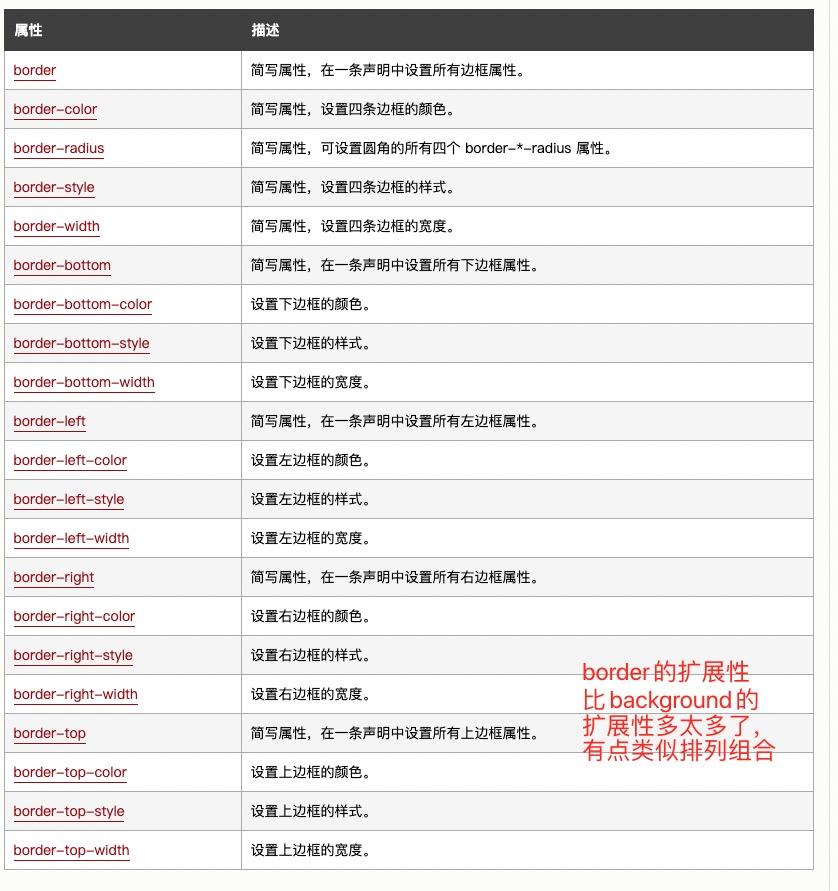 属性 描述
border 简写属性，在一条声明中设置所有边框属性。
border-color 简写属性，设置四条边框的颜色。
border-radius 简写属性，可设置圆角的所有四个 border-*-radius 属性。
border-style 简写属性，设置四条边框的样式。
border-width 简写属性，设置四条边框的宽度。
border-bottom 简写属性，在一条声明中设置所有下边框属性。
border-bottom-color 设置下边框的颜色。
border-bottom-style 设置下边框的样式。
border-bottom-width 设置下边框的宽度。
border-left 简写属性，在一条声明中设置所有左边框属性。
border-left-color 设置左边框的颜色。
border-left-style 设置左边框的样式。
border-left-width 设置左边框的宽度。
border-right 简写属性，在一条声明中设置所有右边框属性。
border-right-color 设置右边框的颜色。
border-right-style 设置右边框的样式。
border-right-width 设置右边框的宽度。
border-top 简写属性，在一条声明中设置所有上边框属性。
border-top-color 设置上边框的颜色。
border-top-style 设置上边框的样式。
border-top-width 设置上边框的宽度。
border的扩展性
比background的
扩展性多太多了，
有点类似排列组合